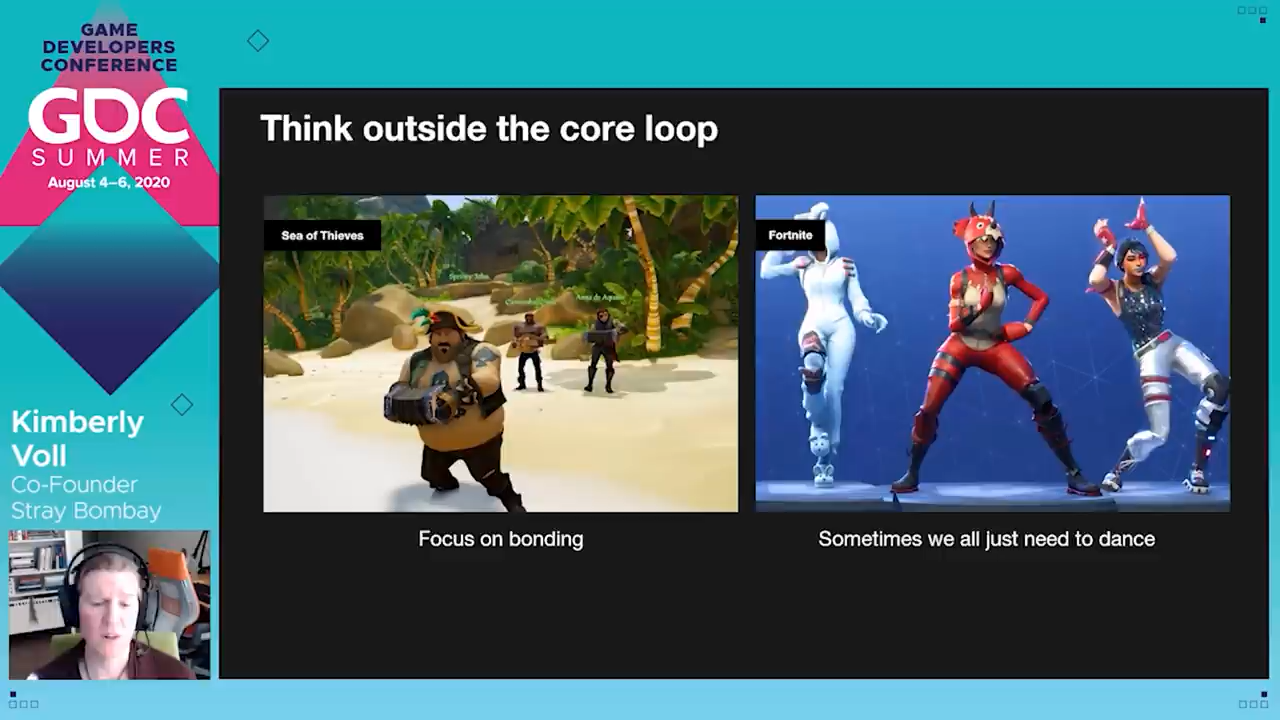 GAME
DEVELOPERS
CONFERENCE
GDC
SUMMER
August 4–6, 2020
Kimberly
Voll
Co-Founder
Stray Bombay
Think outside the core loop
Sea of Thieves
Fortnite
Focus on bonding
Sometimes we all just need to dance